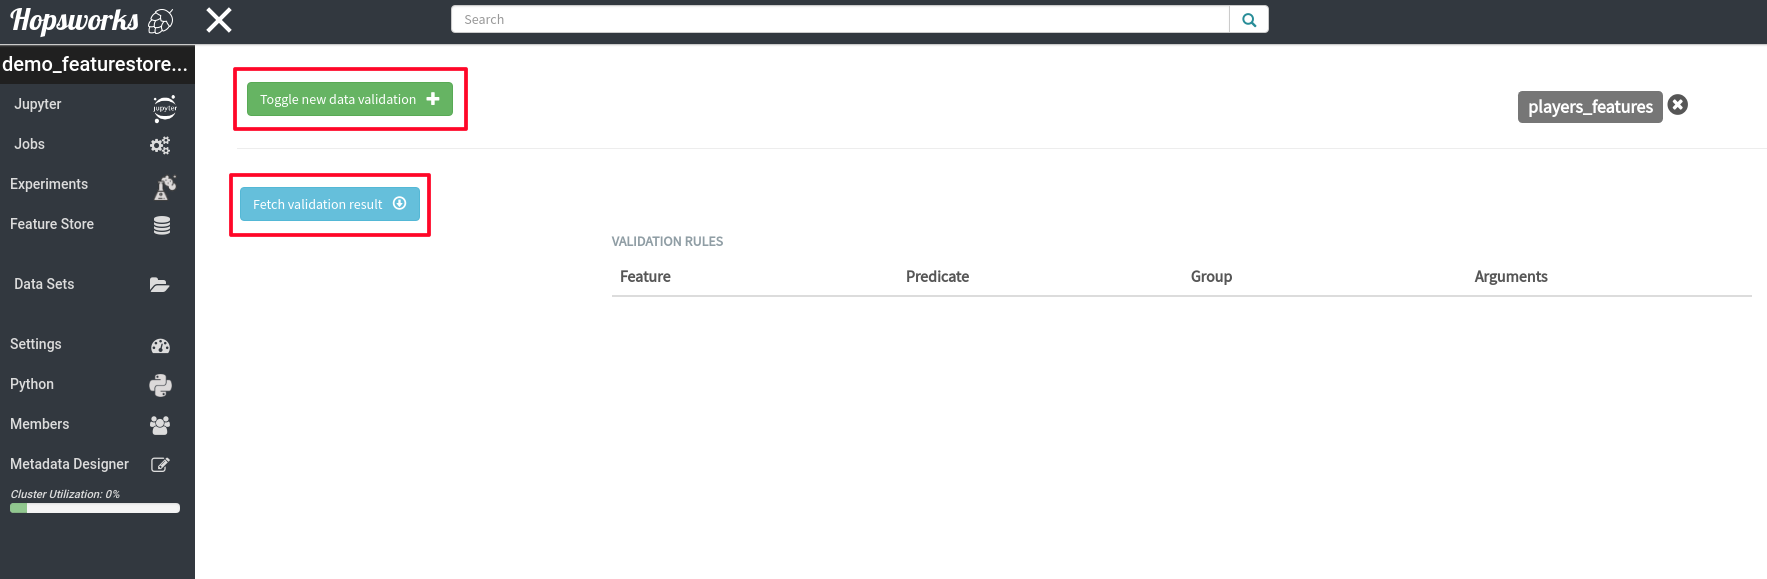 Hopsworks
Search
demo_featurestore...
Jupyter
jupyter
Jobs
Experiments
Feature Store
Data Sets
Settings
Python
Members
Metadata Designer
Cluster Utilization: 0%
Toggle new data validation
players_features
Fetch validation result
VALIDATION RULES
Feature Predicate Group Arguments